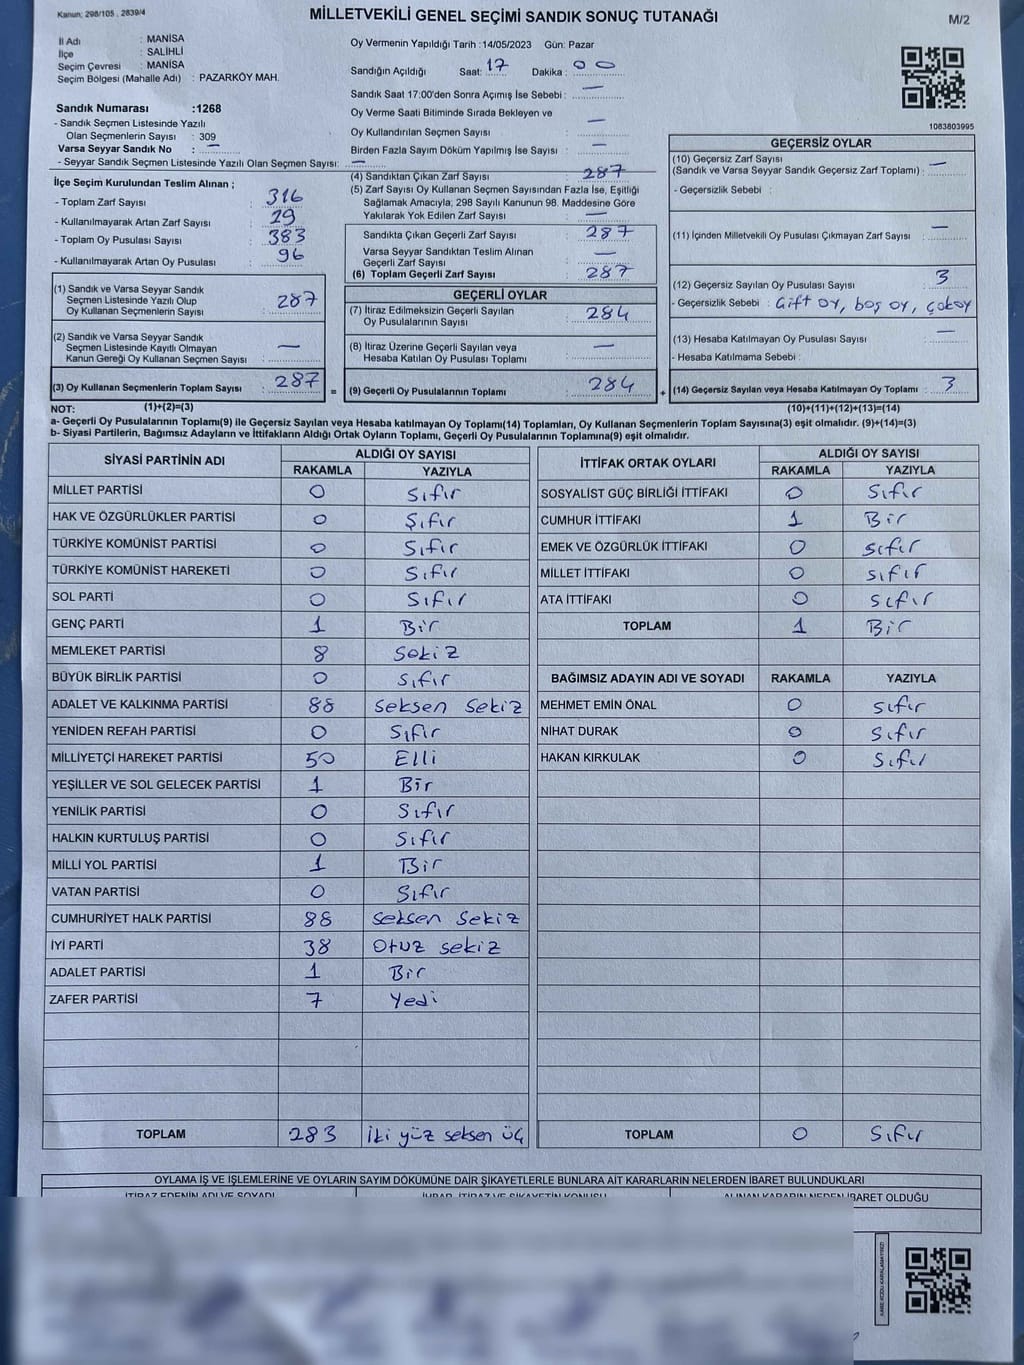 Kanun; 298/105 , 2839/4
MİLLETVEKİLİ GENEL SEÇİMİ SANDIK SONUÇ TUTANAĞI
M/2
İl Adı : MANİSA
İlçe : SALİHLİ
Seçim Çevresi : MANİSA
Seçim Bölgesi (Mahalle Adı) : PAZARKÖY MAH.
Sandık Numarası :1268
- Sandık Seçmen Listesinde Yazılı
Olan Seçmenlerin Sayısı : 309
Varsa Seyyar Sandık No : —
- Seyyar Sandık Seçmen Listesinde Yazılı Olan Seçmen Sayısı: —
İlçe Seçim Kurulundan Teslim Alınan ;
- Toplam Zarf Sayısı : 316
- Kullanılmayarak Artan Zarf Sayısı : 29
- Toplam Oy Pusulası Sayısı : 383
- Kullanılmayarak Artan Oy Pusulası : 96
(1) Sandık ve Varsa Seyyar Sandık
Seçmen Listesinde Yazılı Olup
Oy Kullanan Seçmenlerin Sayısı : 287
(2) Sandık ve Varsa Seyyar Sandık
Seçmen Listesinde Kayıtlı Olmayan
Kanun Gereği Oy Kullanan Seçmen Sayısı : —
(3) Oy Kullanan Seçmenlerin Toplam Sayısı : 287
=
Oy Vermenin Yapıldığı Tarih :14/05/2023 Gün: Pazar
Sandığın Açıldığı Saat: 17 Dakika : 00
Sandık Saat 17:00'den Sonra Açımış İse Sebebi : —
Oy Verme Saati Bitiminde Sırada Bekleyen ve
Oy Kullandırılan Seçmen Sayısı : —
Birden Fazla Sayım Döküm Yapılmış İse Sayısı : —
(4) Sandıktan Çıkan Zarf Sayısı : 287
(5) Zarf Sayısı Oy Kullanan Seçmen Sayısından Fazla İse, Eşitliği
Sağlamak Amacıyla; 298 Sayılı Kanunun 98. Maddesine Göre
Yakılarak Yok Edilen Zarf Sayısı : —
Sandıkta Çıkan Geçerli Zarf Sayısı : 287
Varsa Seyyar Sandıktan Teslim Alınan
Geçerli Zarf Sayısı : —
(6) Toplam Geçerli Zarf Sayısı : 287
GEÇERLİ OYLAR
(7) İtiraz Edilmeksizin Geçerli Sayılan
Oy Pusulalarının Sayısı : 284
(8) İtiraz Üzerine Geçerli Sayılan veya
Hesaba Katılan Oy Pusulası Toplamı : —
(9) Geçerli Oy Pusulalarının Toplamı : 284
+
1083803995
GEÇERSİZ OYLAR
(10) Geçersiz Zarf Sayısı
(Sandık ve Varsa Seyyar Sandık Geçersiz Zarf Toplamı) : —
- Geçersizlik Sebebi :
(11) İçinden Milletvekili Oy Pusulası Çıkmayan Zarf Sayısı : —
(12) Geçersiz Sayılan Oy Pusulası Sayısı : 3
- Geçersizlik Sebebi : Çift oy, boş oy, çok oy
(13) Hesaba Katılmayan Oy Pusulası Sayısı : —
- Hesaba Katılmama Sebebi :
(14) Geçersiz Sayılan veya Hesaba Katılmayan Oy Toplamı : 3
NOT: (1)+(2)=(3) (10)+(11)+(12)+(13)=(14)
a- Geçerli Oy Pusulalarının Toplamı(9) ile Geçersiz Sayılan veya Hesaba katılmayan Oy Toplamı(14) Toplamları, Oy Kullanan Seçmenlerin Toplam Sayısına(3) eşit olmalıdır. (9)+(14)=(3)
b- Siyasi Partilerin, Bağımsız Adayların ve İttifakların Aldığı Ortak Oyların Toplamı, Geçerli Oy Pusulalarının Toplamına(9) eşit olmalıdır.
SİYASİ PARTİNİN ADI ALDIĞI OY SAYISI
RAKAMLA YAZIYLA
MİLLET PARTİSİ 0 Sıfır
HAK VE ÖZGÜRLÜKLER PARTİSİ 0 Sıfır
TÜRKİYE KOMÜNİST PARTİSİ 0 Sıfır
TÜRKİYE KOMÜNİST HAREKETİ 0 Sıfır
SOL PARTİ 0 Sıfır
GENÇ PARTİ 1 Bir
MEMLEKET PARTİSİ 8 Sekiz
BÜYÜK BİRLİK PARTİSİ 0 Sıfır
ADALET VE KALKINMA PARTİSİ 88 Seksen Sekiz
YENİDEN REFAH PARTİSİ 0 Sıfır
MİLLİYETÇİ HAREKET PARTİSİ 50 Elli
YEŞİLLER VE SOL GELECEK PARTİSİ 1 Bir
YENİLİK PARTİSİ 0 Sıfır
HALKIN KURTULUŞ PARTİSİ 0 Sıfır
MİLLİ YOL PARTİSİ 1 Bir
VATAN PARTİSİ 0 Sıfır
CUMHURİYET HALK PARTİSİ 88 Seksen Sekiz
İYİ PARTİ 38 Otuz sekiz
ADALET PARTİSİ 1 Bir
ZAFER PARTİSİ 7 Yedi
TOPLAM 283 İki yüz seksen üç
İTTİFAK ORTAK OYLARI ALDIĞI OY SAYISI
RAKAMLA YAZIYLA
SOSYALİST GÜÇ BİRLİĞİ İTTİFAKI 0 Sıfır
CUMHUR İTTİFAKI 1 Bir
EMEK VE ÖZGÜRLÜK İTTİFAKI 0 sıfır
MİLLET İTTİFAKI 0 sıfır
ATA İTTİFAKI 0 sıfır
TOPLAM 1 Bir
BAĞIMSIZ ADAYIN ADI VE SOYADI RAKAMLA YAZIYLA
MEHMET EMİN ÖNAL 0 sıfır
NİHAT DURAK 0 sıfır
HAKAN KIRKULAK 0 sıfır
TOPLAM 0 Sıfır
OYLAMA İŞ VE İŞLEMLERİNE VE OYLARIN SAYIM DÖKÜMÜNE DAİR ŞİKAYETLERLE BUNLARA AİT KARARLARIN NELERDEN İBARET BULUNDUKLARI
İTİRAZ EDENİN ADI VE SOYADI İHBAR, İTİRAZ VE ŞİKAYETİN KONUSU ALINAN KARARIN NEDEN İBARET OLDUĞU